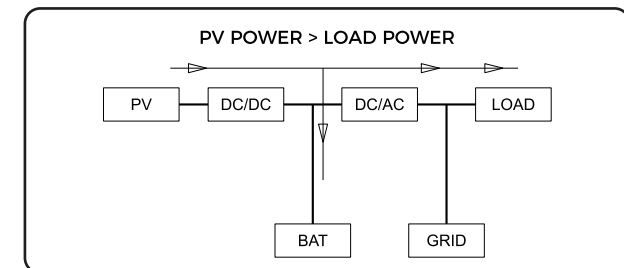 PV POWER > LOAD POWER
PV DC/DC DC/AC LOAD
BAT GRID